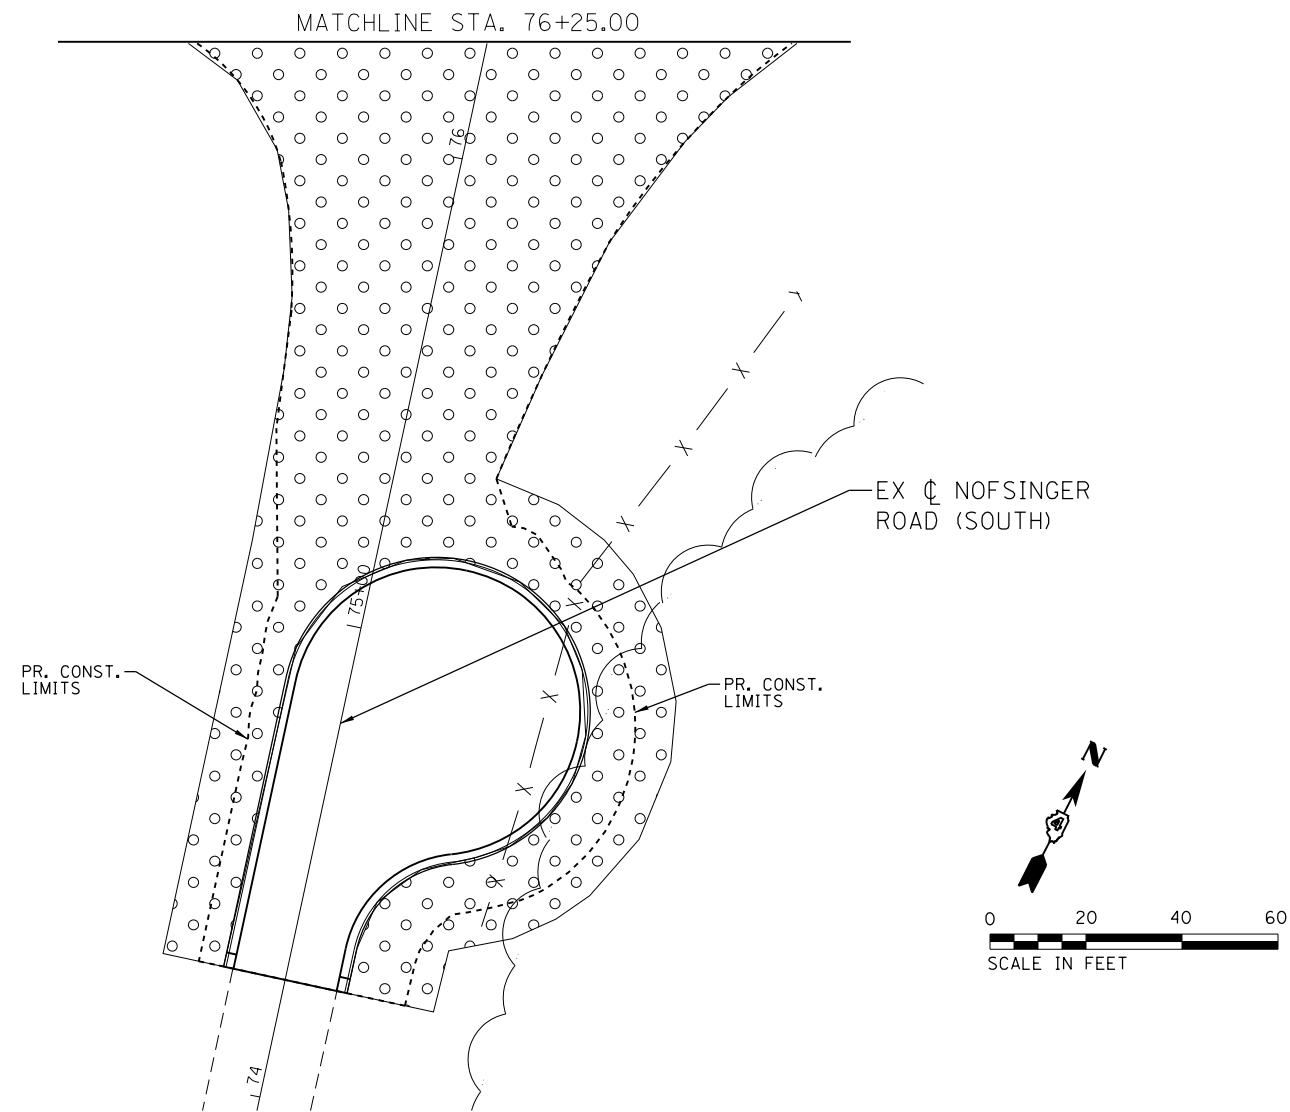 MATCHLINE STA. 76+25.00
76
EX ℄ NOFSINGER
ROAD (SOUTH)
75+00
PR. CONST.
LIMITS
PR. CONST.
LIMITS
N
4
0 20 40 60
SCALE IN FEET
74
X
X
X
X
X
X
X